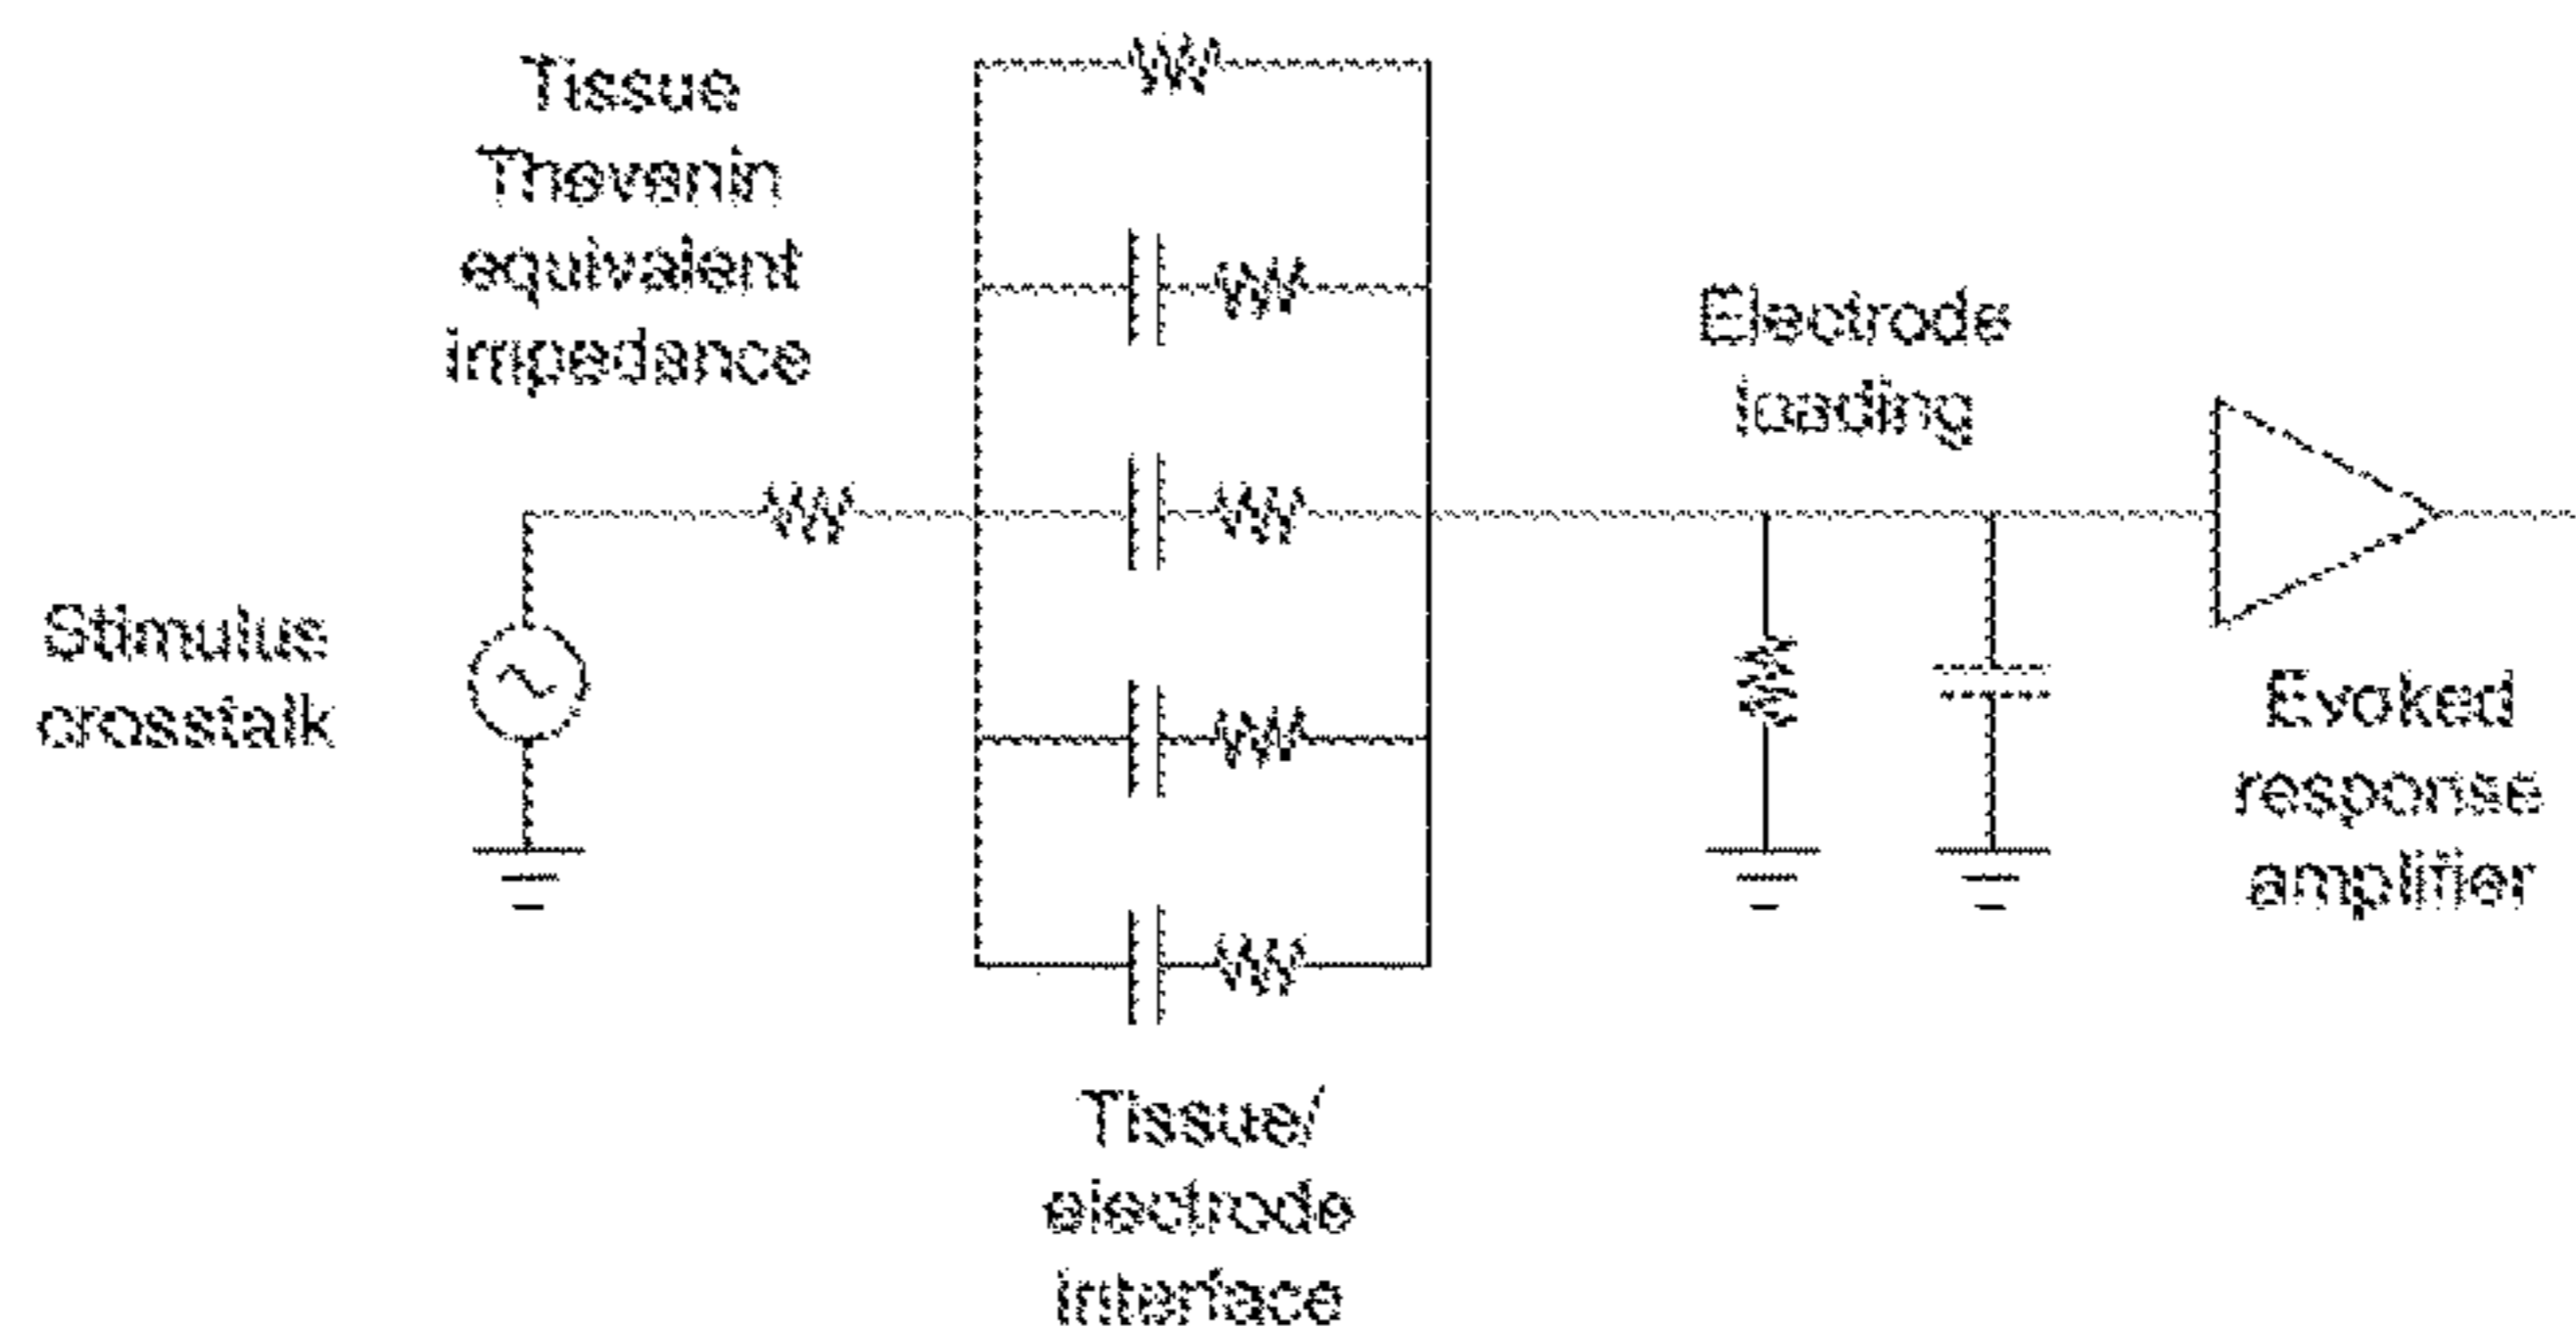 Tissue
Thevenin
equivalent
impedance
Electrode
loading
Stimulus
crosstalk
Evoked
response
amplifier
Tissue/
electrode
interface